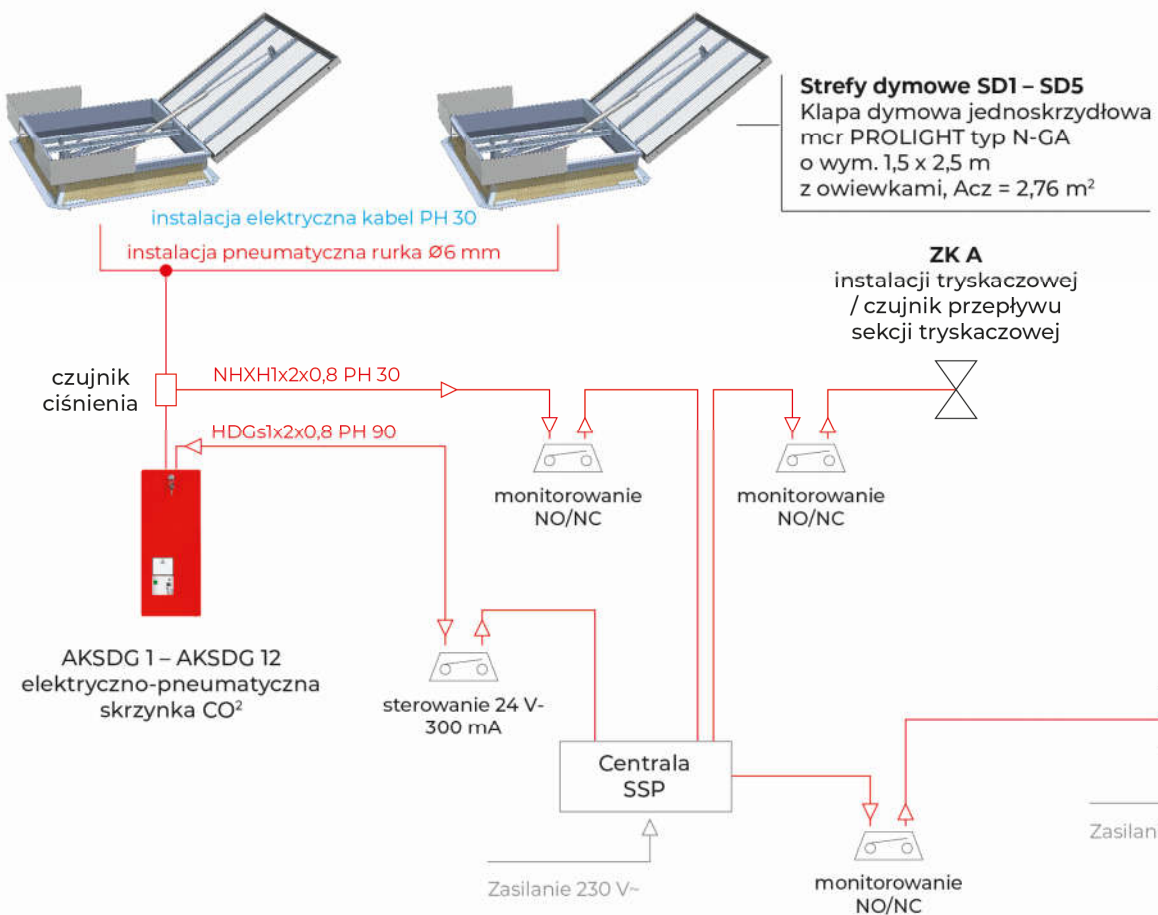 Strefy dymowe SD1 – SD5
Klapa dymowa jednoskrzydłowa
mcr PROLIGHT typ N-GA
o wym. 1,5 x 2,5 m
z owiewkami, Acz = 2,76 m²
instalacja elektryczna kabel PH 30
instalacja pneumatyczna rurka Ø6 mm
ZK A
instalacji tryskaczowej
/ czujnik przepływu
sekcji tryskaczowej
czujnik
ciśnienia
NHXH1x2x0,8 PH 30
HDGs1x2x0,8 PH 90
monitorowanie
NO/NC
monitorowanie
NO/NC
AKSDG 1 – AKSDG 12
elektryczno-pneumatyczna
skrzynka CO²
sterowanie 24 V-
300 mA
Centrala
SSP
Zasilanie 230 V~
monitorowanie
NO/NC
Zasilan